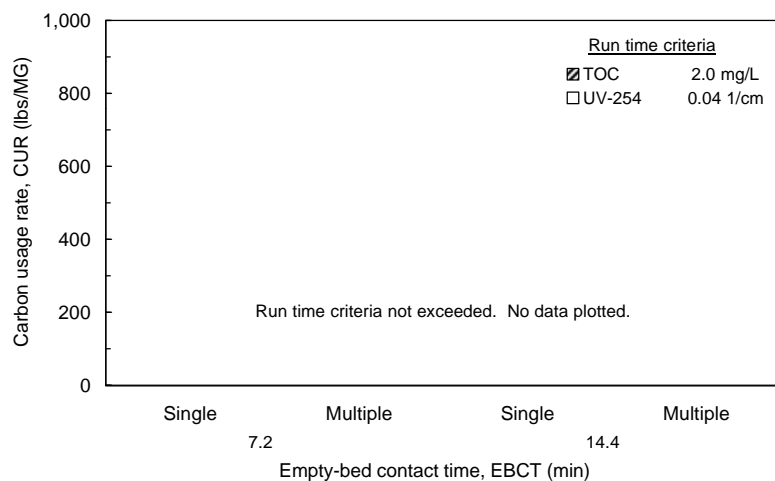 Carbon usage rate, CUR (lbs/MG)
1,000
800
600
400
200
0
Run time criteria
TOC 2.0 mg/L
UV-254 0.04 1/cm
Run time criteria not exceeded. No data plotted.
Single Multiple Single Multiple
7.2 14.4
Empty-bed contact time, EBCT (min)